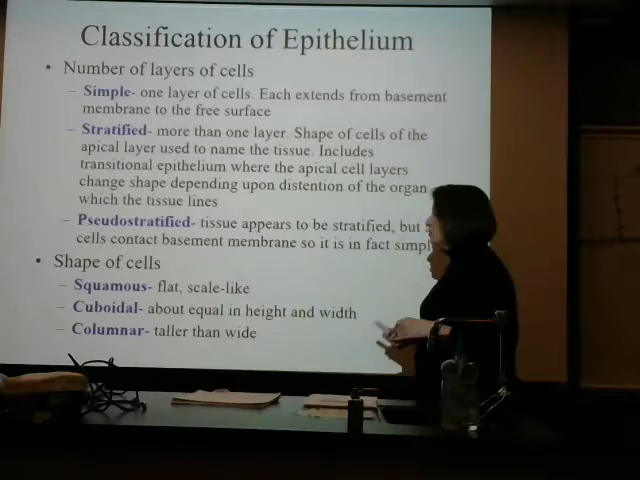 Classification of Epithelium
• Number of layers of cells
– Simple- one layer of cells. Each extends from basement
membrane to the free surface
– Stratified- more than one layer. Shape of cells of the
apical layer used to name the tissue. Includes
transitional epithelium where the apical cell layers
change shape depending upon distention of the organ
which the tissue lines
– Pseudostratified- tissue appears to be stratified, but
cells contact basement membrane so it is in fact simpl
• Shape of cells
– Squamous- flat, scale-like
– Cuboidal- about equal in height and width
– Columnar- taller than wide